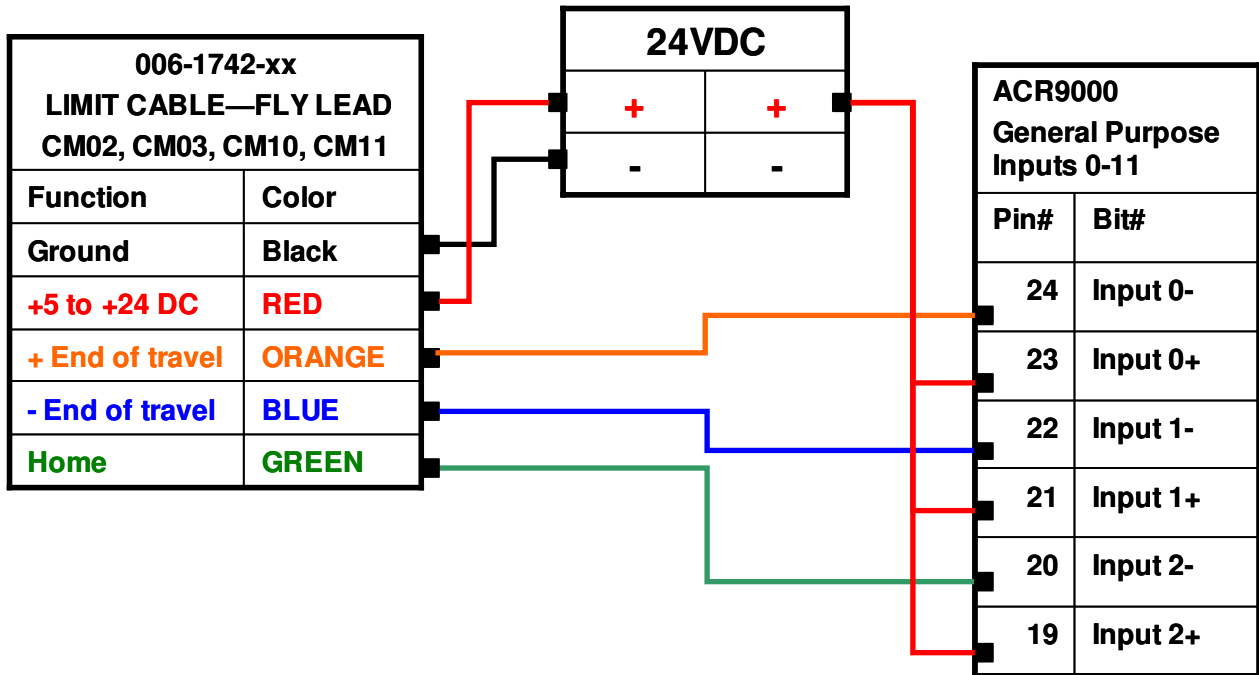 006-1742-xx
LIMIT CABLE—FLY LEAD
CM02, CM03, CM10, CM11
Function Color
Ground Black
+5 to +24 DC RED
+ End of travel ORANGE
- End of travel BLUE
Home GREEN
24VDC
+ +
- -
ACR9000
General Purpose
Inputs 0-11
Pin# Bit#
24 Input 0-
23 Input 0+
22 Input 1-
21 Input 1+
20 Input 2-
19 Input 2+